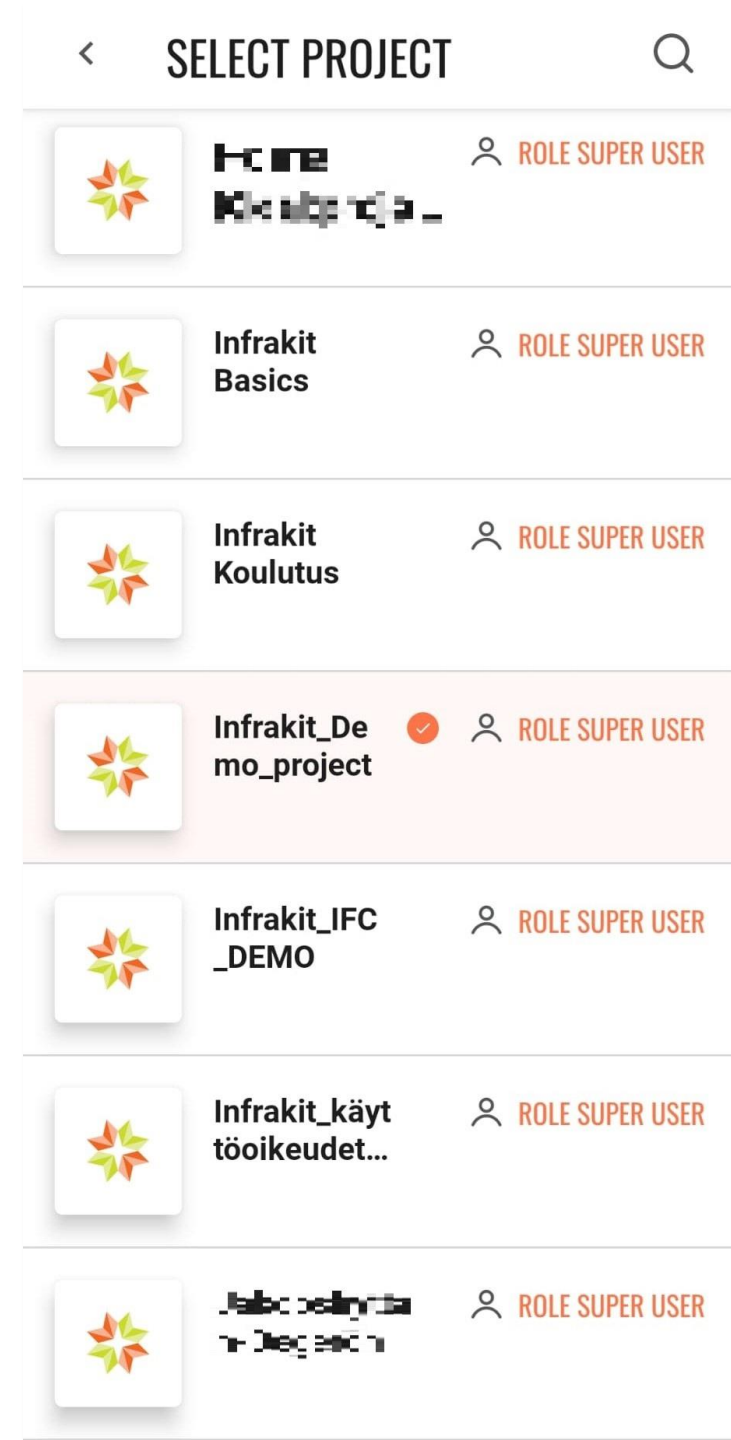 SELECT PROJECT
ROLE SUPER USER
Infrakit
Basics
ROLE SUPER USER
Infrakit
Koulutus
ROLE SUPER USER
Infrakit_De
mo_project
ROLE SUPER USER
Infrakit_IFC
_DEMO
ROLE SUPER USER
Infrakit_käyt
töoikeudet...
ROLE SUPER USER
ROLE SUPER USER